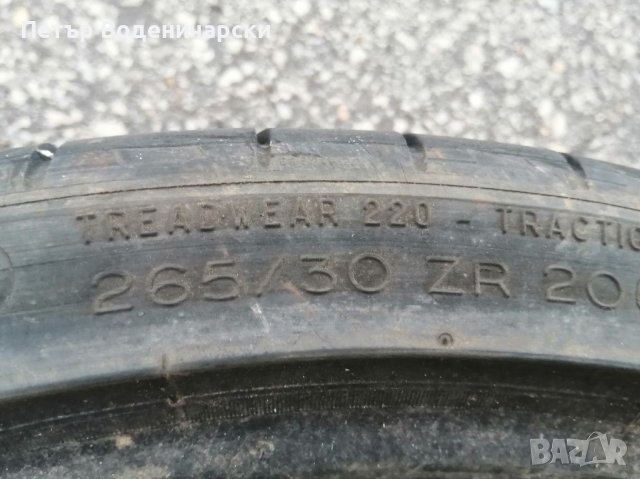 Петър Воденичарски
TREADWEAR 220 - TRACTIO
265/30 ZR 20
BAZAR